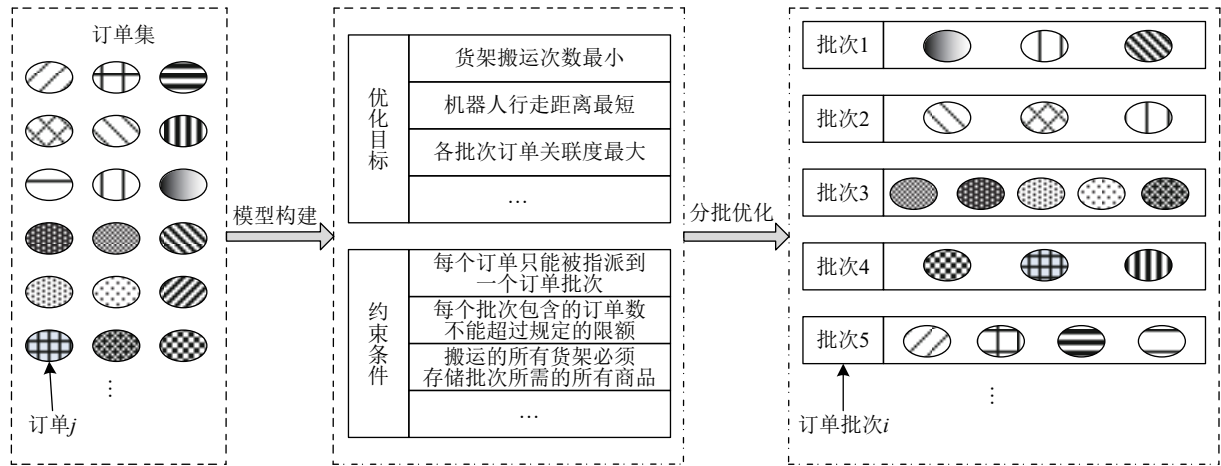 订单集
⋮
订单j
模型构建
优化目标
货架搬运次数最小
机器人行走距离最短
各批次订单关联度最大
…
约束条件
每个订单只能被指派到
一个订单批次
每个批次包含的订单数
不能超过规定的限额
搬运的所有货架必须
存储批次所需的所有商品
…
分批优化
批次1
批次2
批次3
批次4
批次5
⋮
订单批次i